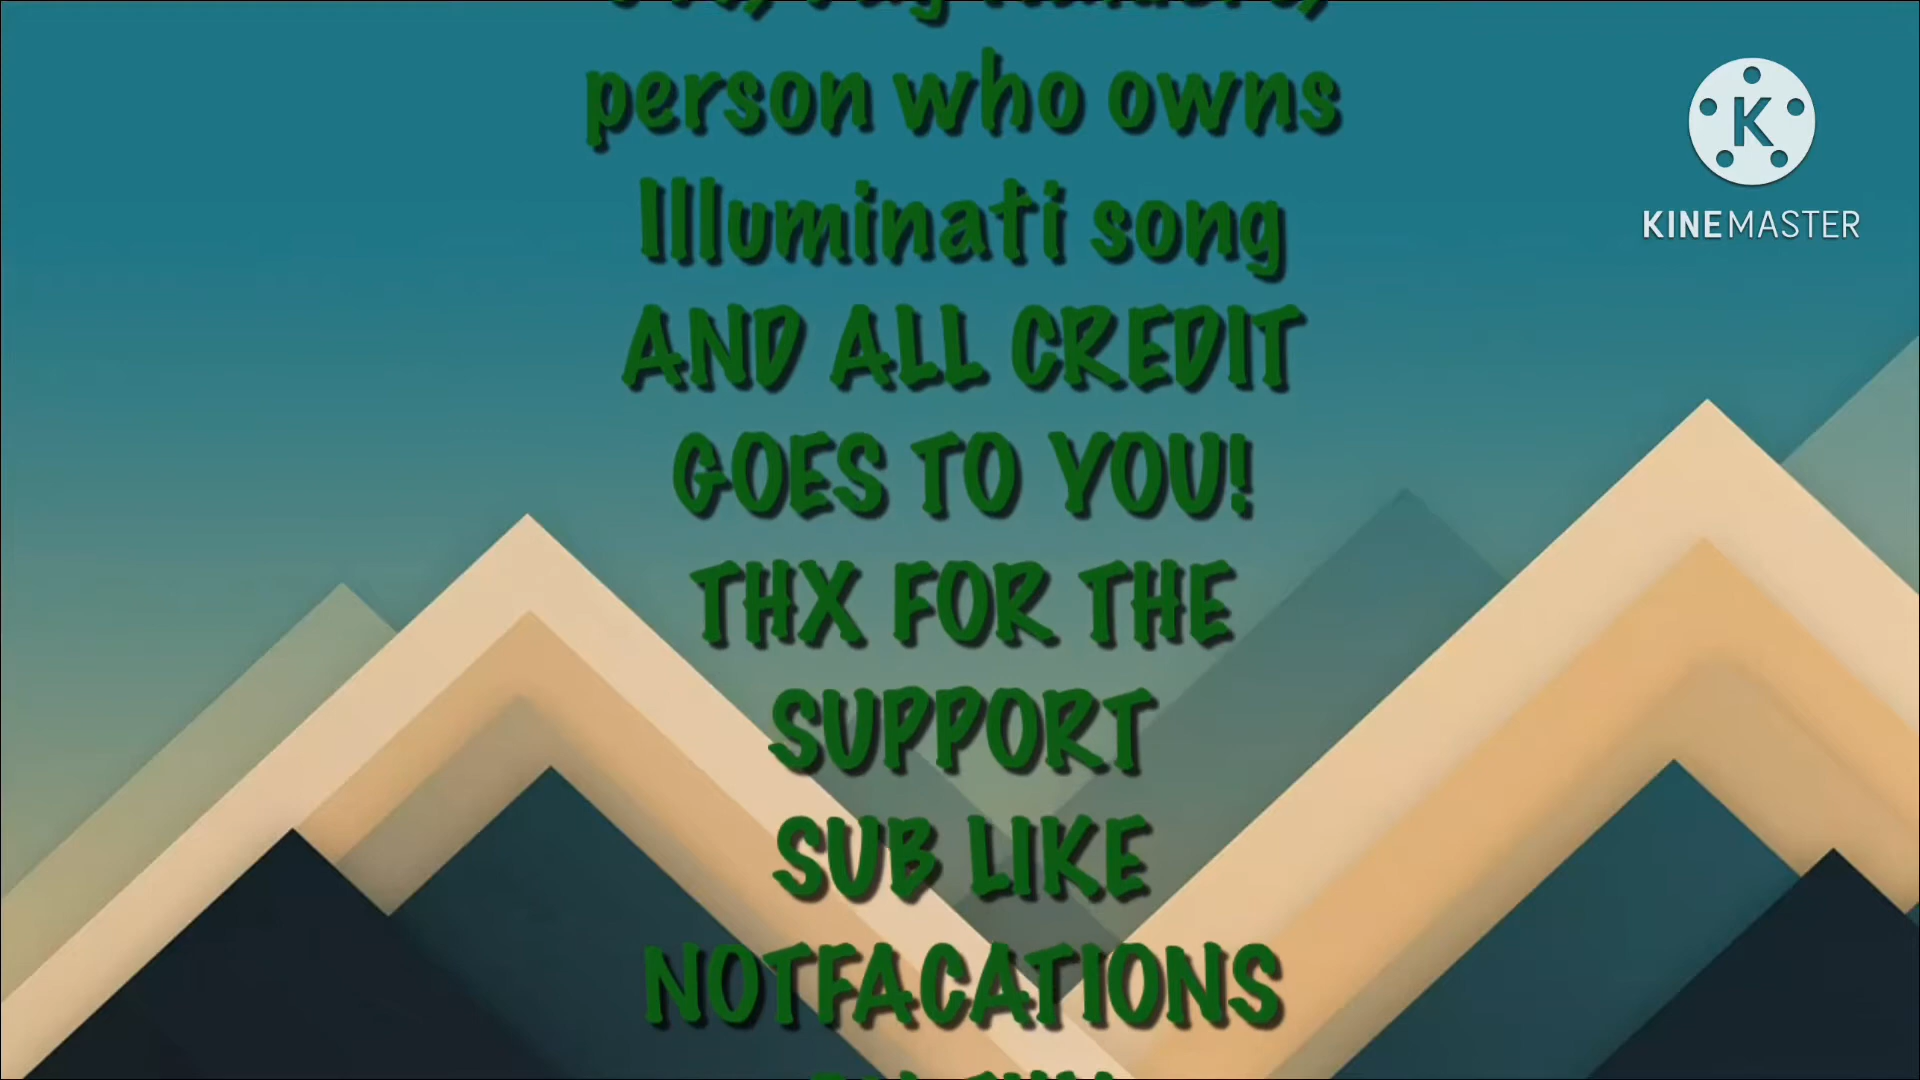 person who owns
Illuminati song
AND ALL CREDIT
GOES TO YOU!
THX FOR THE
SUPPORT
SUB LIKE
NOTFACATIONS
K
KINEMASTER